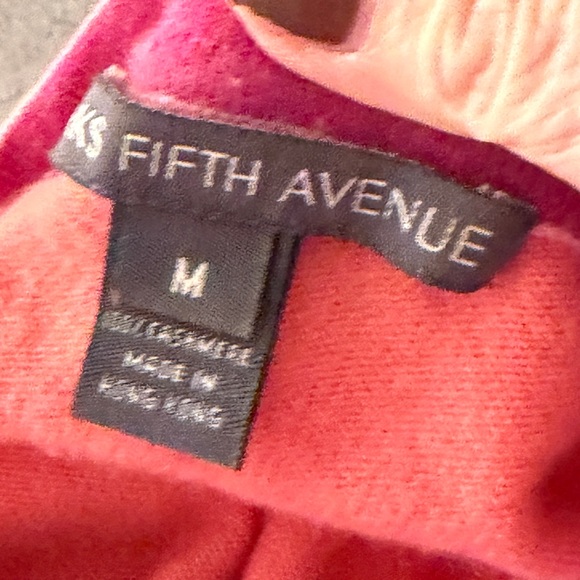 KS FIFTH AVENUE
M
CASHMERE
MADE IN
HONG KONG